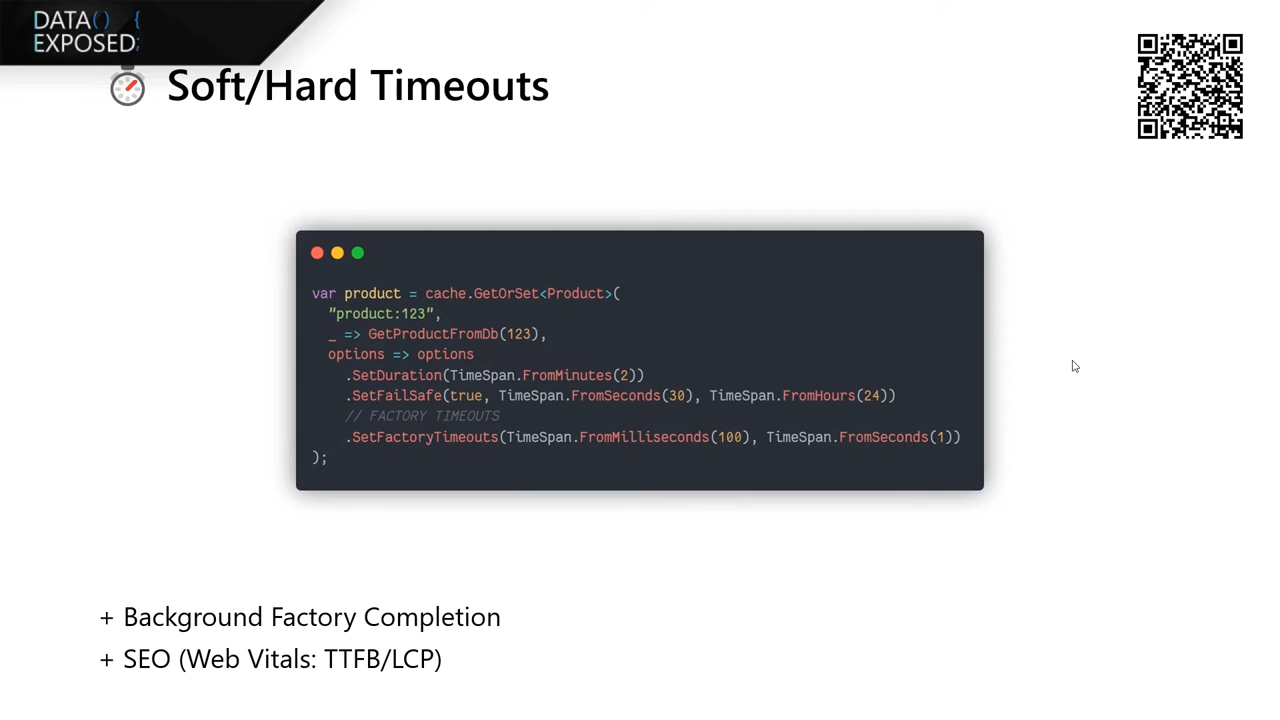 DATA() {
EXPOSED;
Soft/Hard Timeouts
var product = cache.GetOrSet<Product>(
"product:123",
_ => GetProductFromDb(123),
options => options
.SetDuration(TimeSpan.FromMinutes(2))
.SetFailSafe(true, TimeSpan.FromSeconds(30), TimeSpan.FromHours(24))
// FACTORY TIMEOUTS
.SetFactoryTimeouts(TimeSpan.FromMilliseconds(100), TimeSpan.FromSeconds(1))
);
+ Background Factory Completion
+ SEO (Web Vitals: TTFB/LCP)